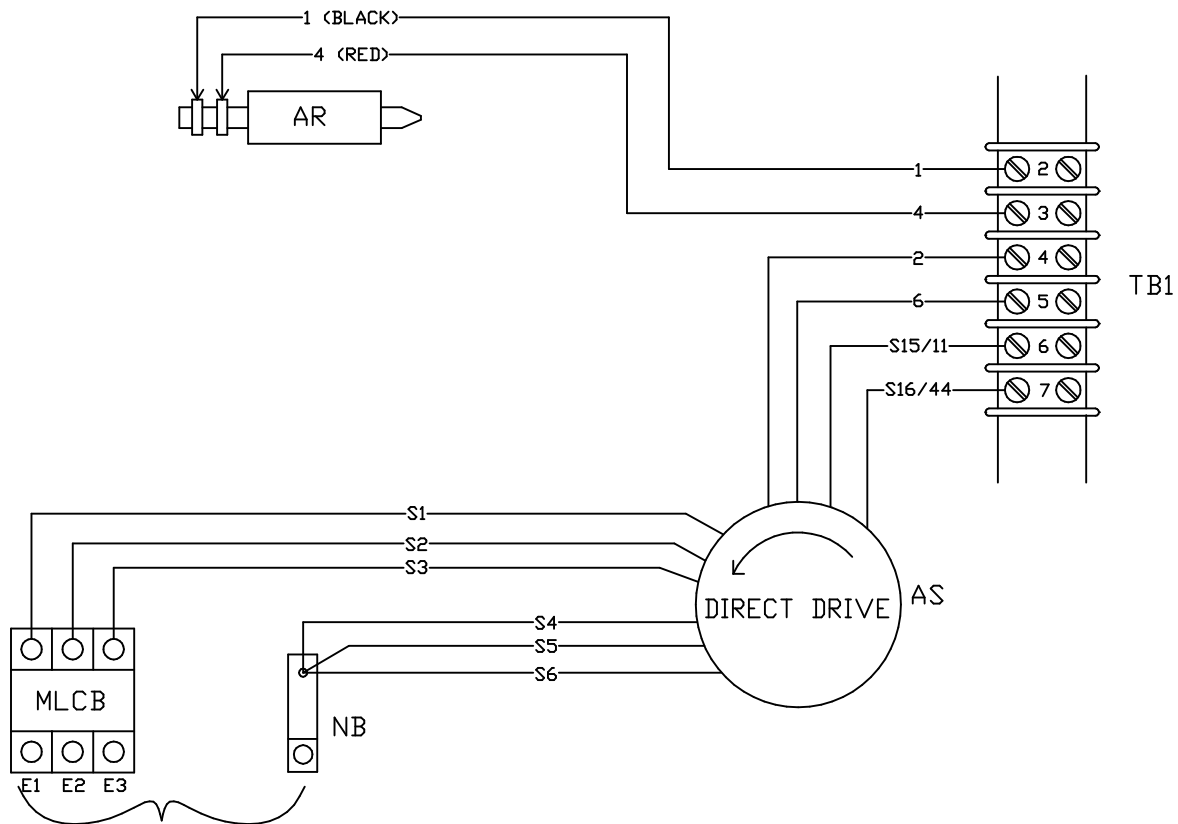 1 (BLACK)
4 (RED)
AR
1
2
4
3
2
4
6
5
S15/11
6
S16/44
7
TB1
S1
S2
S3
AS
DIRECT DRIVE
S4
S5
S6
MLCB
NB
E1 E2 E3